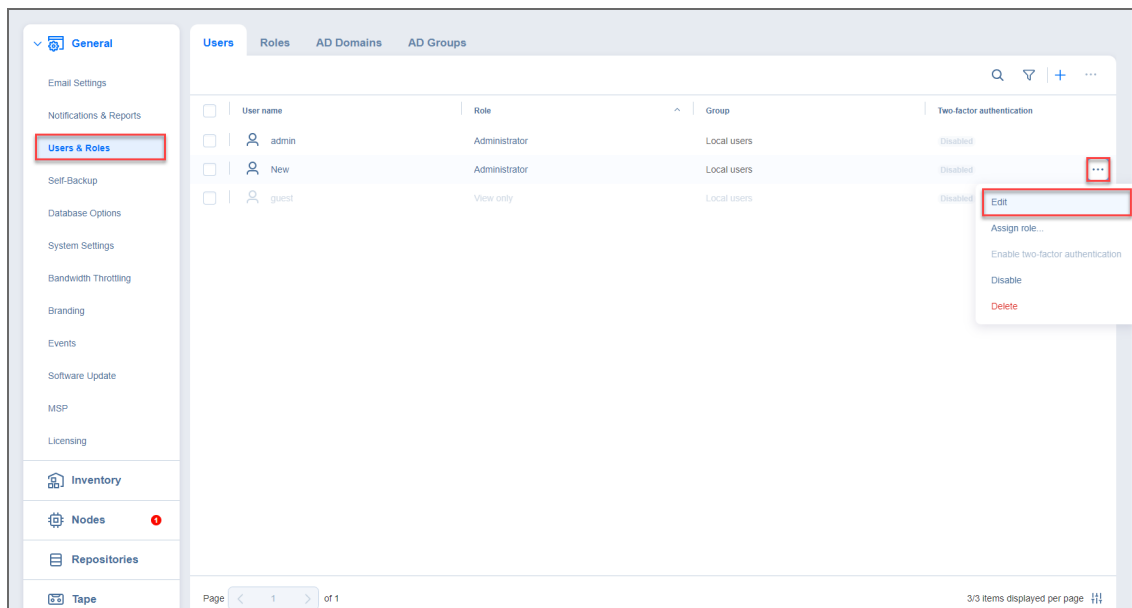 General
Email Settings
Notifications & Reports
Users & Roles
Self-Backup
Database Options
System Settings
Bandwidth Throttling
Branding
Events
Software Update
MSP
Licensing
Inventory
Nodes 1
Repositories
Tape
Users Roles AD Domains AD Groups
User name Role Group Two-factor authentication
admin Administrator Local users Disabled
New Administrator Local users Disabled
guest View only Local users Disabled
Edit
Assign role...
Enable two-factor authentication
Disable
Delete
Page 1 of 1
3/3 items displayed per page